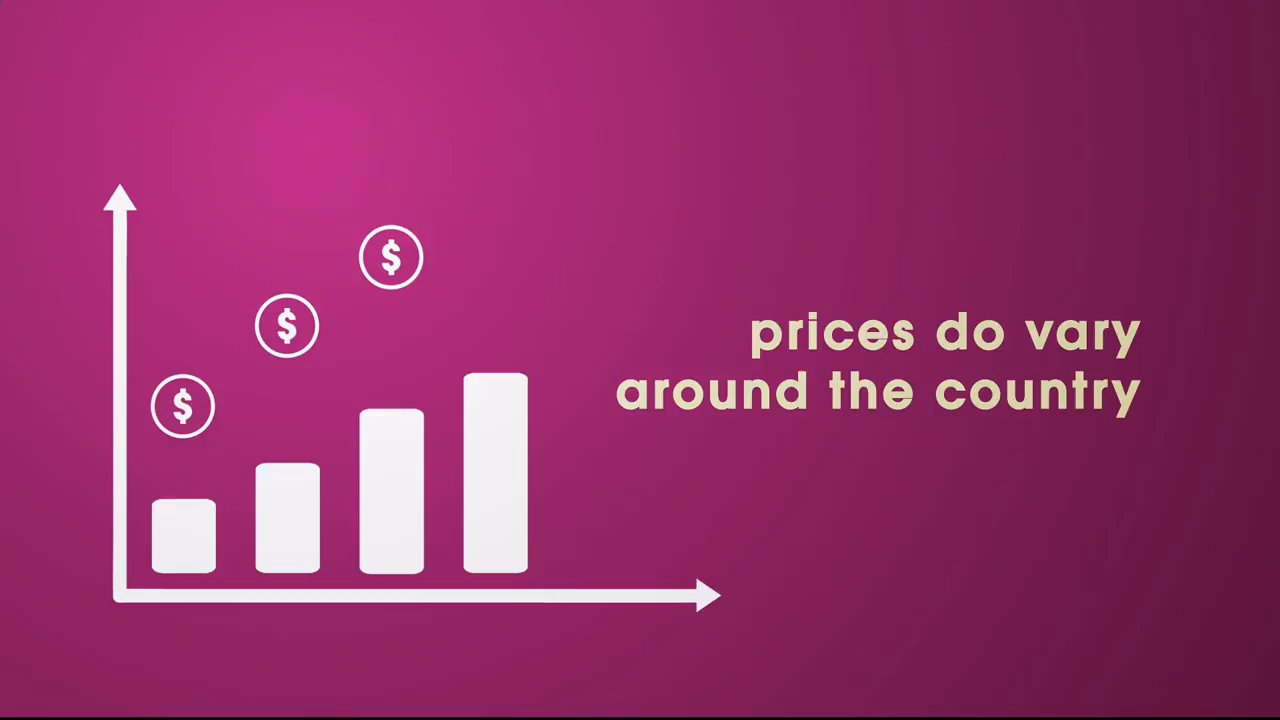 $
$
$
prices do vary
around the country